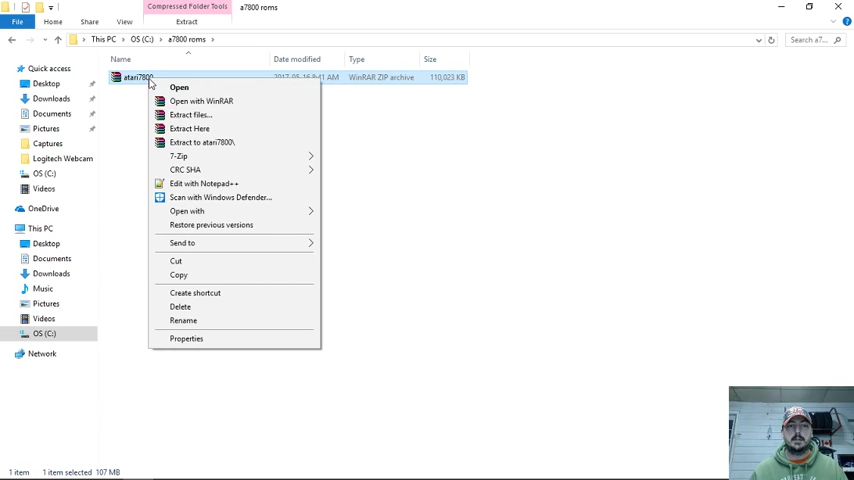 Compressed Folder Tools
a7800 roms
File
Home
Share
View
Extract
This PC
OS (C:)
a7800 roms
Search a7...
Name
Date modified
Type
Size
atari7800
AM
WinRAR ZIP archive
110,023 KB
Quick access
Desktop
Downloads
Documents
Pictures
Captures
Logitech Webcam
OS (C:)
Videos
OneDrive
This PC
Desktop
Documents
Downloads
Music
Pictures
Videos
OS (C:)
Network
Open
Open with WinRAR
Extract files...
Extract Here
Extract to atari7800\
7-Zip
CRC SHA
Edit with Notepad++
Scan with Windows Defender...
Open with
Restore previous versions
Send to
Cut
Copy
Create shortcut
Delete
Rename
Properties
1 item
1 item selected 107 MB